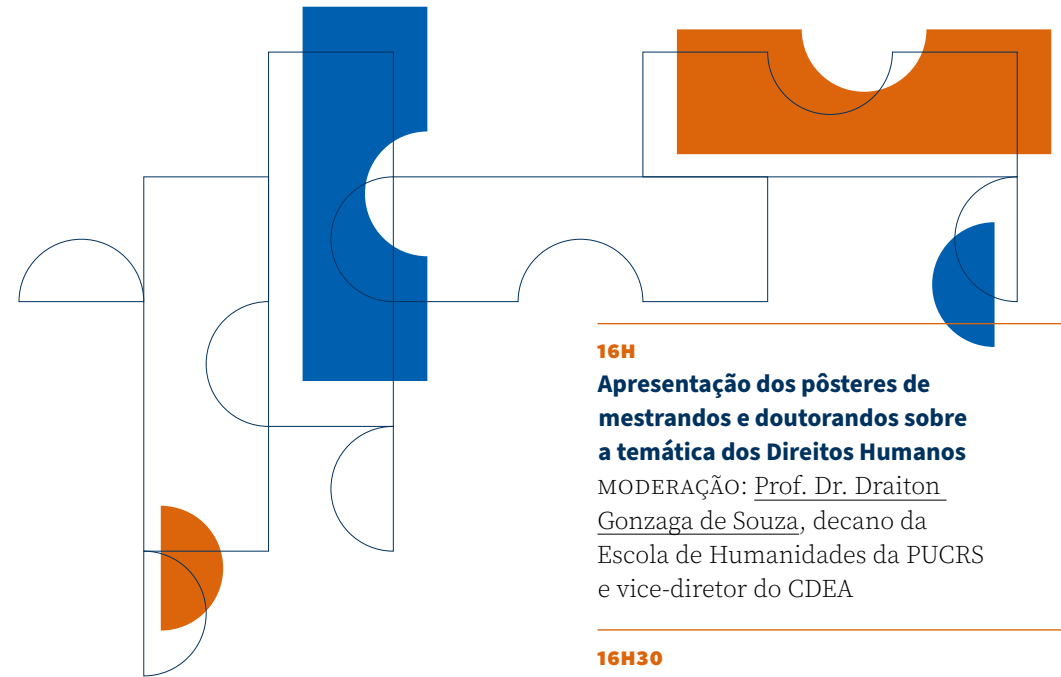 16H
Apresentação dos pôsteres de
mestrandos e doutorandos sobre
a temática dos Direitos Humanos
MODERAÇÃO: Prof. Dr. Draiton
Gonzaga de Souza, decano da
Escola de Humanidades da PUCRS
e vice-diretor do CDEA
16H30